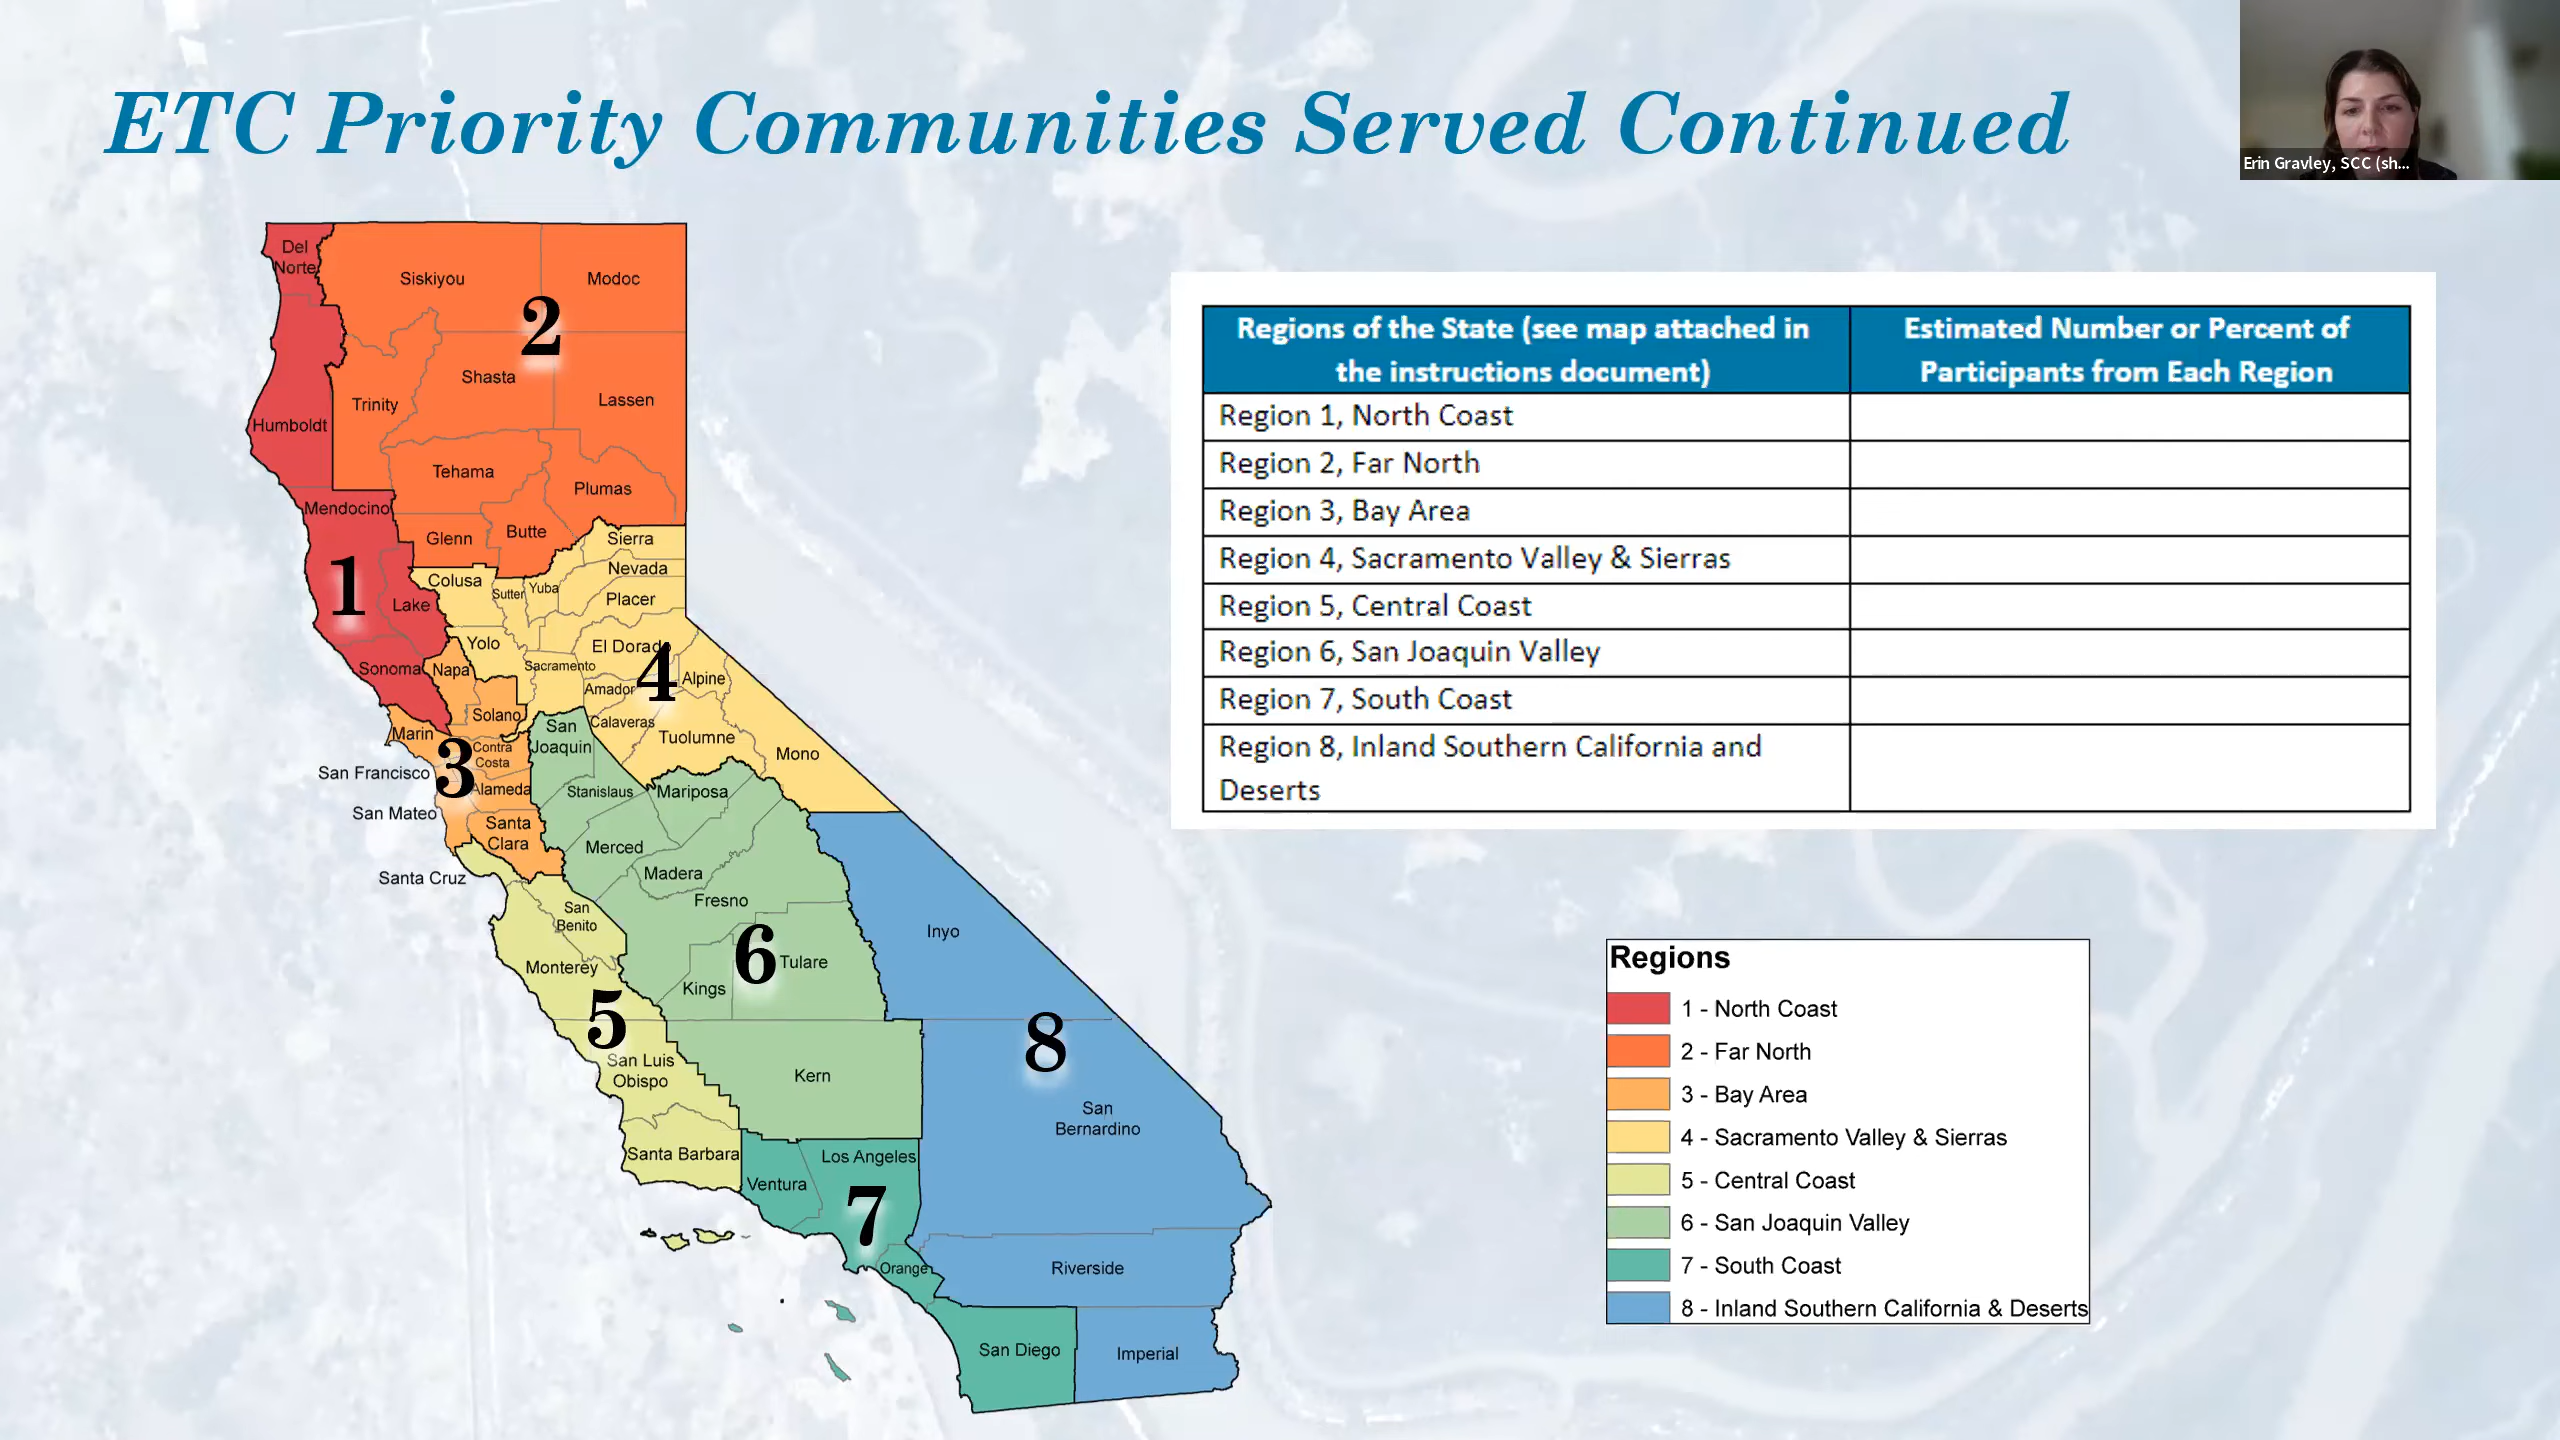 ETC Priority Communities Served Continued
Erin Gravley, SCC (sh...
Del
Norte
Siskiyou
Modoc
2
Shasta
Trinity
Lassen
Humboldt
Tehama
Plumas
Mendocino
Butte
Glenn
Sierra
Nevada
Colusa
Sutter
Yuba
Placer
1
Lake
Yolo
El Dorado
Sacramento
4
Sonoma
Napa
Alpine
Amador
Solano
Calaveras
San
Joaquin
Marin
Tuolumne
Contra
Costa
3
Mono
San Francisco
Alameda
Stanislaus
Mariposa
San Mateo
Santa
Clara
Merced
Madera
Santa Cruz
Fresno
San
Benito
Inyo
6
Tulare
Monterey
Kings
5
8
San Luis
Obispo
Kern
San
Bernardino
Santa Barbara
Los Angeles
Ventura
7
Orange
Riverside
San Diego
Imperial
Regions of the State (see map attached in
the instructions document)
Estimated Number or Percent of
Participants from Each Region
Region 1, North Coast
Region 2, Far North
Region 3, Bay Area
Region 4, Sacramento Valley & Sierras
Region 5, Central Coast
Region 6, San Joaquin Valley
Region 7, South Coast
Region 8, Inland Southern California and
Deserts
Regions
1 - North Coast
2 - Far North
3 - Bay Area
4 - Sacramento Valley & Sierras
5 - Central Coast
6 - San Joaquin Valley
7 - South Coast
8 - Inland Southern California & Deserts